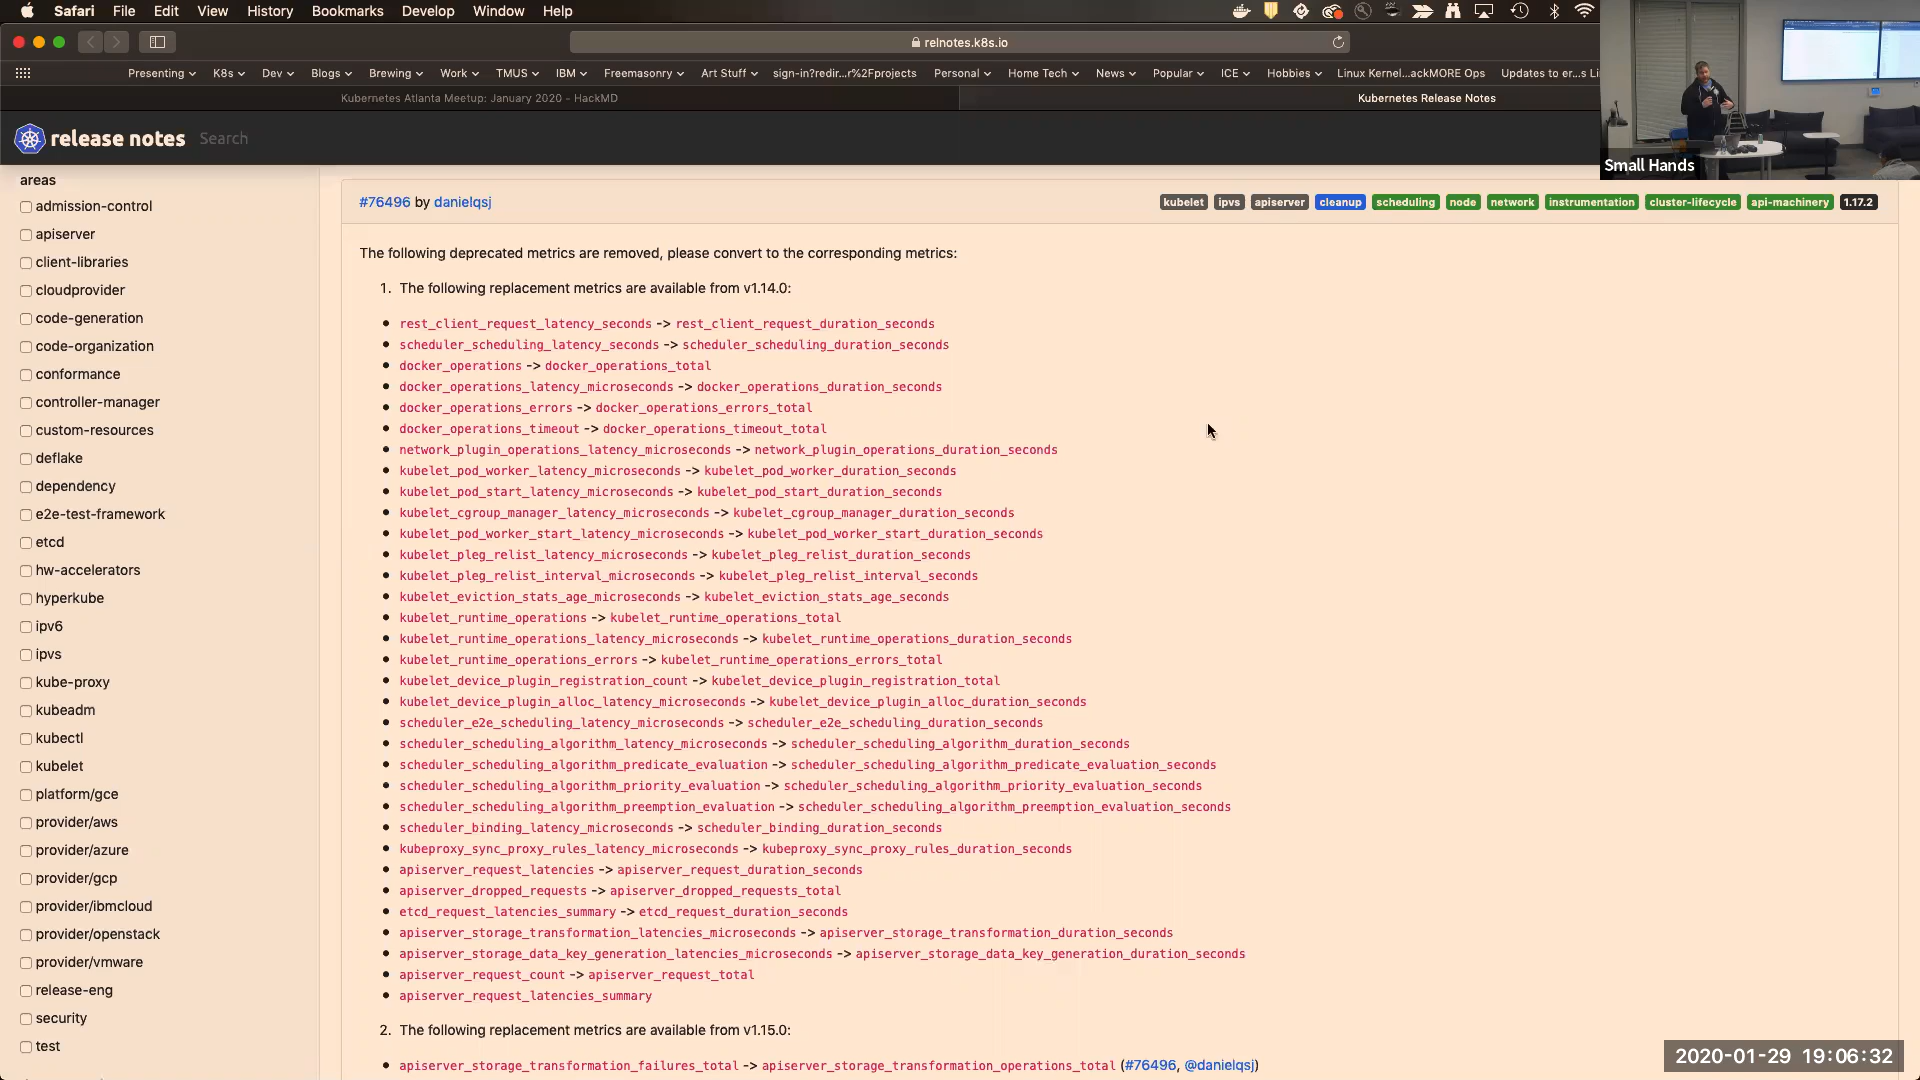 Safari File Edit View History Bookmarks Develop Window Help
relnotes.k8s.io
Presenting K8s Dev Blogs Brewing Work TMUS IBM Freemasonry Art Stuff sign-in?redir...r%2Fprojects Personal Home Tech News Popular ICE Hobbies Linux Kernel...ackMORE Ops Updates to er...s Li
Kubernetes Atlanta Meetup: January 2020 - HackMD
Kubernetes Release Notes
release notes Search
Small Hands
areas
admission-control
apiserver
client-libraries
cloudprovider
code-generation
code-organization
conformance
controller-manager
custom-resources
deflake
dependency
e2e-test-framework
etcd
hw-accelerators
hyperkube
ipv6
ipvs
kube-proxy
kubeadm
kubectl
kubelet
platform/gce
provider/aws
provider/azure
provider/gcp
provider/ibmcloud
provider/openstack
provider/vmware
release-eng
security
test
#76496 by danielqsj
kubelet ipvs apiserver cleanup scheduling node network instrumentation cluster-lifecycle api-machinery 1.17.2
The following deprecated metrics are removed, please convert to the corresponding metrics:
1. The following replacement metrics are available from v1.14.0:
• rest_client_request_latency_seconds -> rest_client_request_duration_seconds
• scheduler_scheduling_latency_seconds -> scheduler_scheduling_duration_seconds
• docker_operations -> docker_operations_total
• docker_operations_latency_microseconds -> docker_operations_duration_seconds
• docker_operations_errors -> docker_operations_errors_total
• docker_operations_timeout -> docker_operations_timeout_total
• network_plugin_operations_latency_microseconds -> network_plugin_operations_duration_seconds
• kubelet_pod_worker_latency_microseconds -> kubelet_pod_worker_duration_seconds
• kubelet_pod_start_latency_microseconds -> kubelet_pod_start_duration_seconds
• kubelet_cgroup_manager_latency_microseconds -> kubelet_cgroup_manager_duration_seconds
• kubelet_pod_worker_start_latency_microseconds -> kubelet_pod_worker_start_duration_seconds
• kubelet_pleg_relist_latency_microseconds -> kubelet_pleg_relist_duration_seconds
• kubelet_pleg_relist_interval_microseconds -> kubelet_pleg_relist_interval_seconds
• kubelet_eviction_stats_age_microseconds -> kubelet_eviction_stats_age_seconds
• kubelet_runtime_operations -> kubelet_runtime_operations_total
• kubelet_runtime_operations_latency_microseconds -> kubelet_runtime_operations_duration_seconds
• kubelet_runtime_operations_errors -> kubelet_runtime_operations_errors_total
• kubelet_device_plugin_registration_count -> kubelet_device_plugin_registration_total
• kubelet_device_plugin_alloc_latency_microseconds -> kubelet_device_plugin_alloc_duration_seconds
• scheduler_e2e_scheduling_latency_microseconds -> scheduler_e2e_scheduling_duration_seconds
• scheduler_scheduling_algorithm_latency_microseconds -> scheduler_scheduling_algorithm_duration_seconds
• scheduler_scheduling_algorithm_predicate_evaluation -> scheduler_scheduling_algorithm_predicate_evaluation_seconds
• scheduler_scheduling_algorithm_priority_evaluation -> scheduler_scheduling_algorithm_priority_evaluation_seconds
• scheduler_scheduling_algorithm_preemption_evaluation -> scheduler_scheduling_algorithm_preemption_evaluation_seconds
• scheduler_binding_latency_microseconds -> scheduler_binding_duration_seconds
• kubeproxy_sync_proxy_rules_latency_microseconds -> kubeproxy_sync_proxy_rules_duration_seconds
• apiserver_request_latencies -> apiserver_request_duration_seconds
• apiserver_dropped_requests -> apiserver_dropped_requests_total
• etcd_request_latencies_summary -> etcd_request_duration_seconds
• apiserver_storage_transformation_latencies_microseconds -> apiserver_storage_transformation_duration_seconds
• apiserver_storage_data_key_generation_latencies_microseconds -> apiserver_storage_data_key_generation_duration_seconds
• apiserver_request_count -> apiserver_request_total
• apiserver_request_latencies_summary
2. The following replacement metrics are available from v1.15.0:
• apiserver_storage_transformation_failures_total -> apiserver_storage_transformation_operations_total (#76496, @danielqsj)
2020-01-29 19:06:32